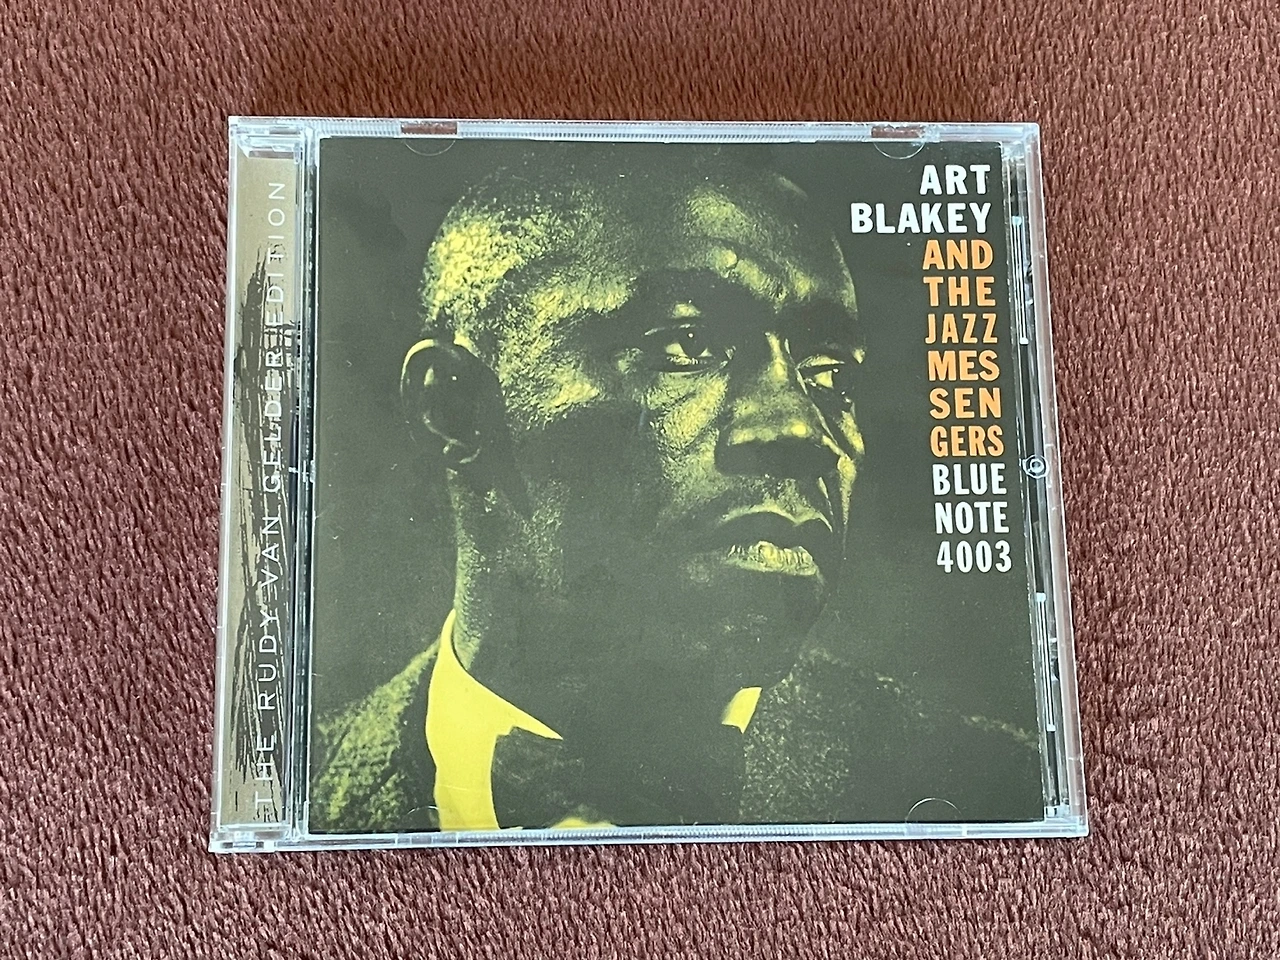 THE RUDY VAN GELDER EDITION
ART
BLAKEY
AND
THE
JAZZ
MES
SEN
GERS
BLUE
NOTE
4003